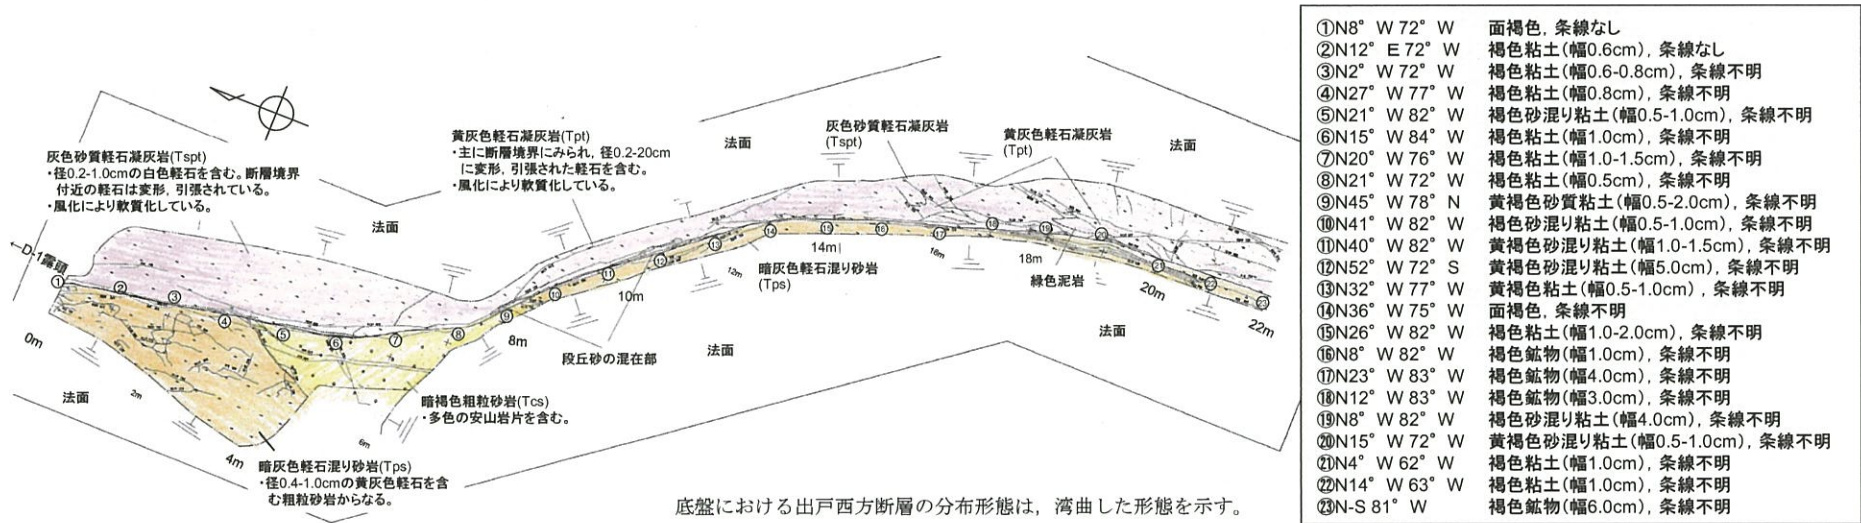 灰色砂質軽石凝灰岩(Tspt)
・径0.2-1.0cmの白色軽石を含む。断層境界
付近の軽石は変形，引張されている。
・風化により軟質化している。
法面
黄灰色軽石凝灰岩(Tpt)
・主に断層境界にみられ，径0.2-20cm
に変形，引張された軽石を含む。
・風化により軟質化している。
法面
灰色砂質軽石凝灰岩
(Tspt)
黄灰色軽石凝灰岩
(Tpt)
法面
←D-1露頭
①
②
③
④
⑤
⑥
⑦
⑧
⑨
⑩
⑪
⑫
⑬
⑭
⑮
⑯
⑰
⑱
⑲
⑳
㉑
㉒
㉓
0m
2m
4m
6m
8m
10m
12m
14m
16m
18m
20m
22m
暗灰色軽石混り砂岩
(Tps)
緑色泥岩
段丘砂の混在部
法面
法面
法面
暗褐色粗粒砂岩(Tcs)
・多色の安山岩片を含む。
暗灰色軽石混り砂岩(Tps)
・径0.4-1.0cmの黄灰色軽石を含
む粗粒砂岩からなる。
底盤における出戸西方断層の分布形態は，湾曲した形態を示す。
①N8° W 72° W 面褐色，条線なし
②N12° E 72° W 褐色粘土(幅0.6cm)，条線なし
③N2° W 72° W 褐色粘土(幅0.6-0.8cm)，条線不明
④N27° W 77° W 褐色粘土(幅0.8cm)，条線不明
⑤N21° W 82° W 褐色砂混り粘土(幅0.5-1.0cm)，条線不明
⑥N15° W 84° W 褐色粘土(幅1.0cm)，条線不明
⑦N20° W 76° W 褐色粘土(幅1.0-1.5cm)，条線不明
⑧N21° W 72° W 褐色粘土(幅0.5cm)，条線不明
⑨N45° W 78° N 黄褐色砂質粘土(幅0.5-2.0cm)，条線不明
⑩N41° W 82° W 褐色砂混り粘土(幅0.5-1.0cm)，条線不明
⑪N40° W 82° W 黄褐色砂混り粘土(幅1.0-1.5cm)，条線不明
⑫N52° W 72° S 黄褐色砂混り粘土(幅5.0cm)，条線不明
⑬N32° W 77° W 黄褐色粘土(幅0.5-1.0cm)，条線不明
⑭N36° W 75° W 面褐色，条線不明
⑮N26° W 82° W 褐色粘土(幅1.0-2.0cm)，条線不明
⑯N8° W 82° W 褐色鉱物(幅1.0cm)，条線不明
⑰N23° W 83° W 褐色鉱物(幅4.0cm)，条線不明
⑱N12° W 83° W 褐色鉱物(幅3.0cm)，条線不明
⑲N8° W 82° W 褐色砂混り粘土(幅4.0cm)，条線不明
⑳N15° W 72° W 黄褐色砂混り粘土(幅0.5-1.0cm)，条線不明
㉑N4° W 62° W 褐色粘土(幅1.0cm)，条線不明
㉒N14° W 63° W 褐色粘土(幅1.0cm)，条線不明
㉓N-S 81° W 褐色鉱物(幅6.0cm)，条線不明